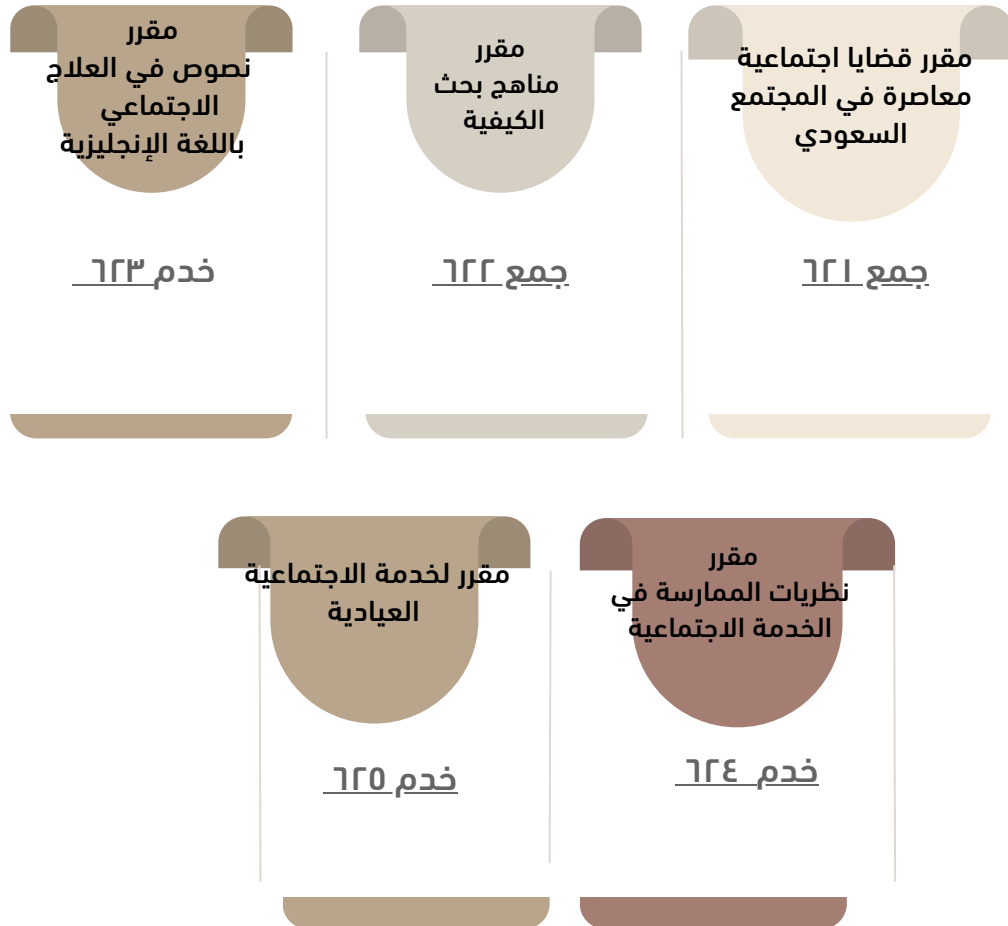 مقرر قضايا اجتماعية
معاصرة في المجتمع
السعودي
جمع ٦٢١
مقرر
مناهج بحث
الكيفية
جمع ٦٢٢
مقرر
نصوص في العلاج
الاجتماعي
باللغة الإنجليزية
خدم ٦٢٣
مقرر
نظريات الممارسة في
الخدمة الاجتماعية
خدم ٦٢٤
مقرر لخدمة الاجتماعية
العيادية
خدم ٦٢٥